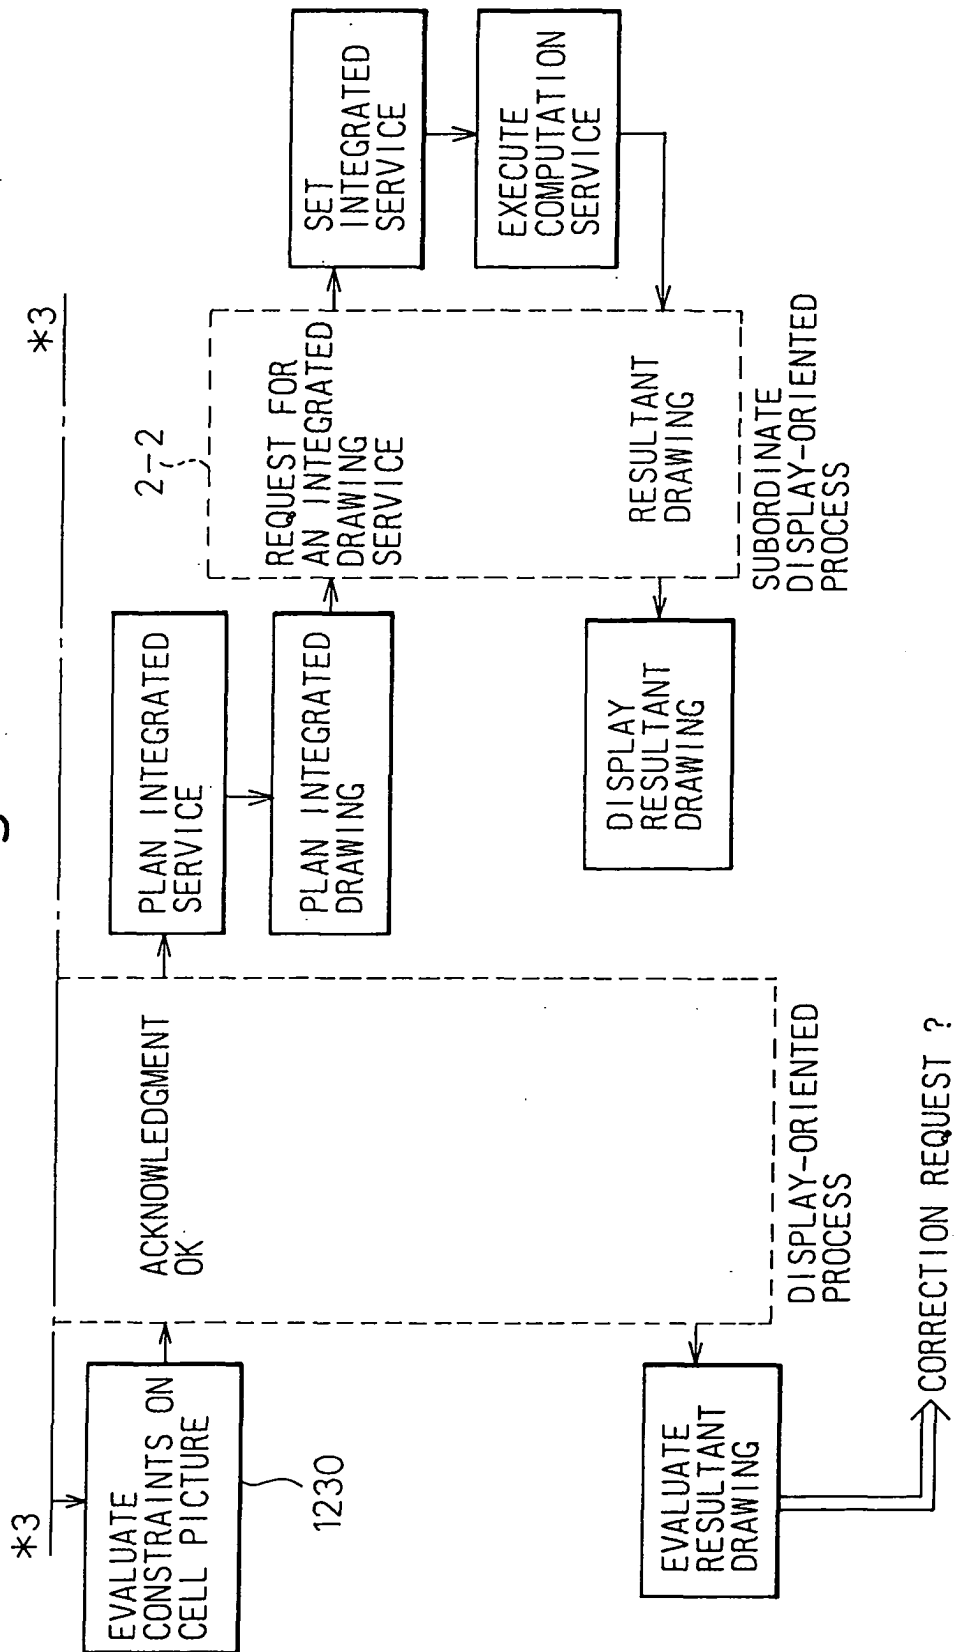 *3
*3
EVALUATE
CONSTRAINTS ON
CELL PICTURE
1230
ACKNOWLEDGMENT
OK
PLAN INTEGRATED
SERVICE
PLAN INTEGRATED
DRAWING
2-2
REQUEST FOR
AN INTEGRATED
DRAWING
SERVICE
SET
INTEGRATED
SERVICE
EXECUTE
COMPUTATION
SERVICE
RESULTANT
DRAWING
SUBORDINATE
DISPLAY-ORIENTED
PROCESS
DISPLAY
RESULTANT
DRAWING
DISPLAY-ORIENTED
PROCESS
EVALUATE
RESULTANT
DRAWING
CORRECTION REQUEST ?